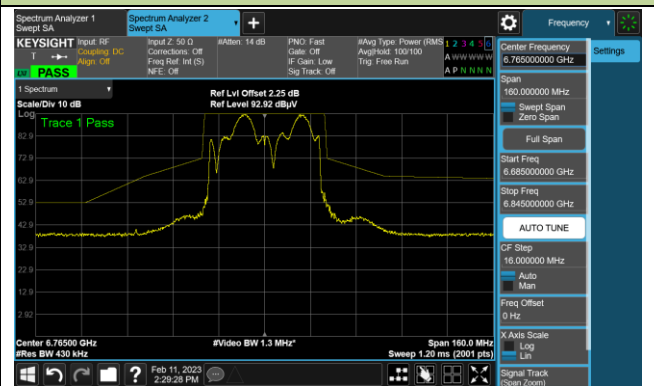 Spectrum Analyzer 1
Swept SA
Spectrum Analyzer 2
Swept SA
Frequency
KEYSIGHT
Input: RF
Coupling: DC
Align: Off
Input Z: 50 Ω
Corrections: Off
Freq Ref: Int (S)
NFE: Off
#Atten: 14 dB
PNO: Fast
Gate: Off
IF Gain: Low
Sig Track: Off
#Avg Type: Power (RMS
Avg|Hold: 100/100
Trig: Free Run
1 2 3 4 5 6
A W W W W W
A P N N N N
T
PASS
1 Spectrum
Scale/Div 10 dB
Ref Lvl Offset 2.25 dB
Ref Level 92.92 dBµV
Log
Trace 1 Pass
82.9
72.9
62.9
52.9
42.9
32.9
22.9
12.9
2.92
Center 6.76500 GHz
#Res BW 430 kHz
#Video BW 1.3 MHz*
Span 160.0 MHz
Sweep 1.20 ms (2001 pts)
Feb 11, 2023
2:29:28 PM
Center Frequency
6.765000000 GHz
Settings
Span
160.000000 MHz
Swept Span
Zero Span
Full Span
Start Freq
6.685000000 GHz
Stop Freq
6.845000000 GHz
AUTO TUNE
CF Step
16.000000 MHz
Auto
Man
Freq Offset
0 Hz
X Axis Scale
Log
Lin
Signal Track
(Span Zoom)